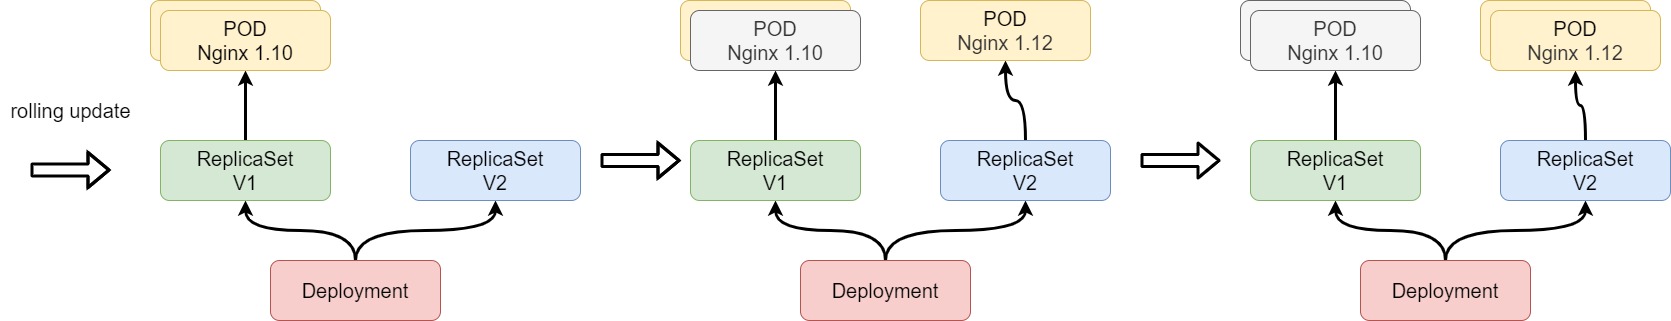 rolling update
POD
Nginx 1.10
ReplicaSet
V1
ReplicaSet
V2
Deployment
POD
Nginx 1.10
POD
Nginx 1.12
ReplicaSet
V1
ReplicaSet
V2
Deployment
POD
Nginx 1.10
POD
Nginx 1.12
ReplicaSet
V1
ReplicaSet
V2
Deployment